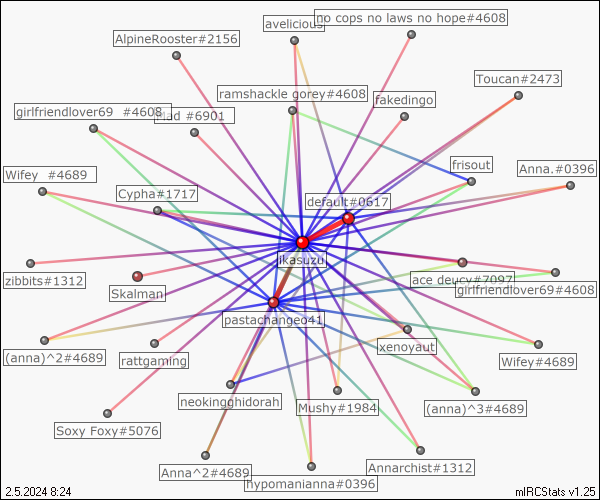 no cops no laws no hope#4608
avelicious
AlpineRooster#2156
Toucan#2473
ramshackle gorey#4608
fakedingo
girlfriendlover69 #4608
#6901
frisout
Anna.#0396
Wifey #4689
Cypha#1717
default#0617
ikasuzu
zibbits#1312
Skalman
ace deucy#7097
girlfriendlover69#4608
pastachange041
xenoyaut
(anna)^2#4689
rattgaming
Wifey#4689
neokingghidorah
Mushy#1984
(anna)^3#4689
Soxy Foxy#5076
Anna^2#4689
Annarchist#1312
hypomanianna#0396
2.5.2024 8:24
mIRCStats v1.25